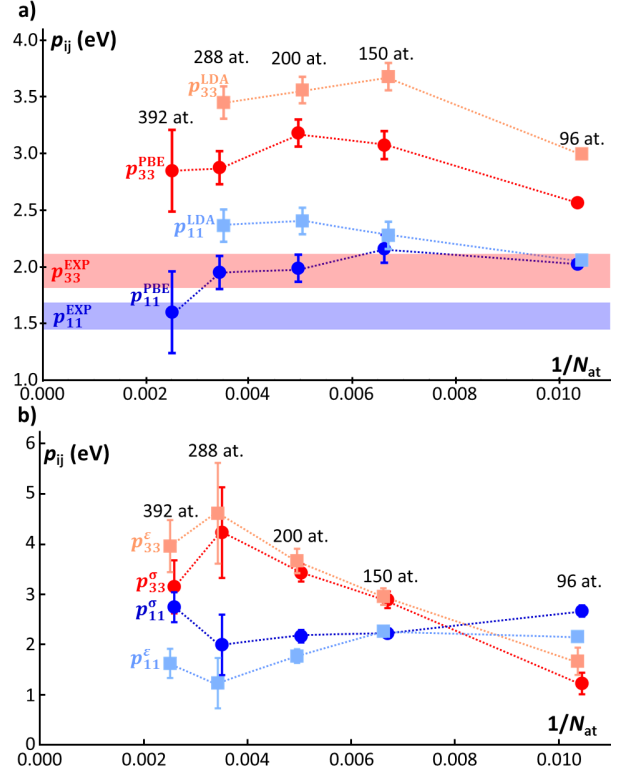 a)
p_ij (eV)
4.0
3.5
3.0
2.5
2.0
1.5
1.0
392 at.
288 at.
200 at.
150 at.
96 at.
p_33^LDA
p_33^PBE
p_11^LDA
p_33^EXP
p_11^PBE
p_11^EXP
1/N_at
0.000 0.002 0.004 0.006 0.008 0.010
b)
p_ij (eV)
6
5
4
3
2
1
0
392 at.
288 at.
200 at.
150 at.
96 at.
p_33^ε
p_33^σ
p_11^σ
p_11^ε
1/N_at
0.000 0.002 0.004 0.006 0.008 0.010